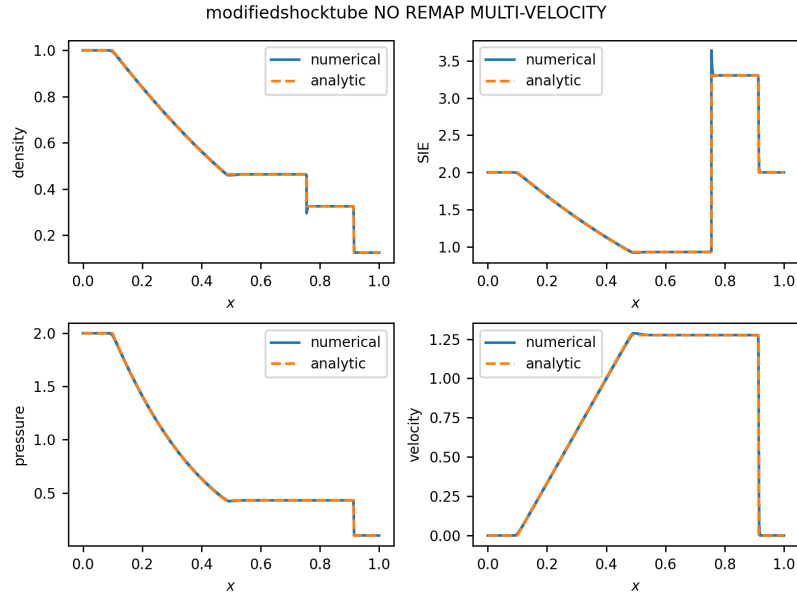 modifiedshocktube NO REMAP MULTI-VELOCITY
density
1.0
0.8
0.6
0.4
0.2
numerical
analytic
0.0 0.2 0.4 0.6 0.8 1.0
x
SIE
3.5
3.0
2.5
2.0
1.5
1.0
numerical
analytic
0.0 0.2 0.4 0.6 0.8 1.0
x
pressure
2.0
1.5
1.0
0.5
numerical
analytic
0.0 0.2 0.4 0.6 0.8 1.0
x
velocity
1.25
1.00
0.75
0.50
0.25
0.00
numerical
analytic
0.0 0.2 0.4 0.6 0.8 1.0
x